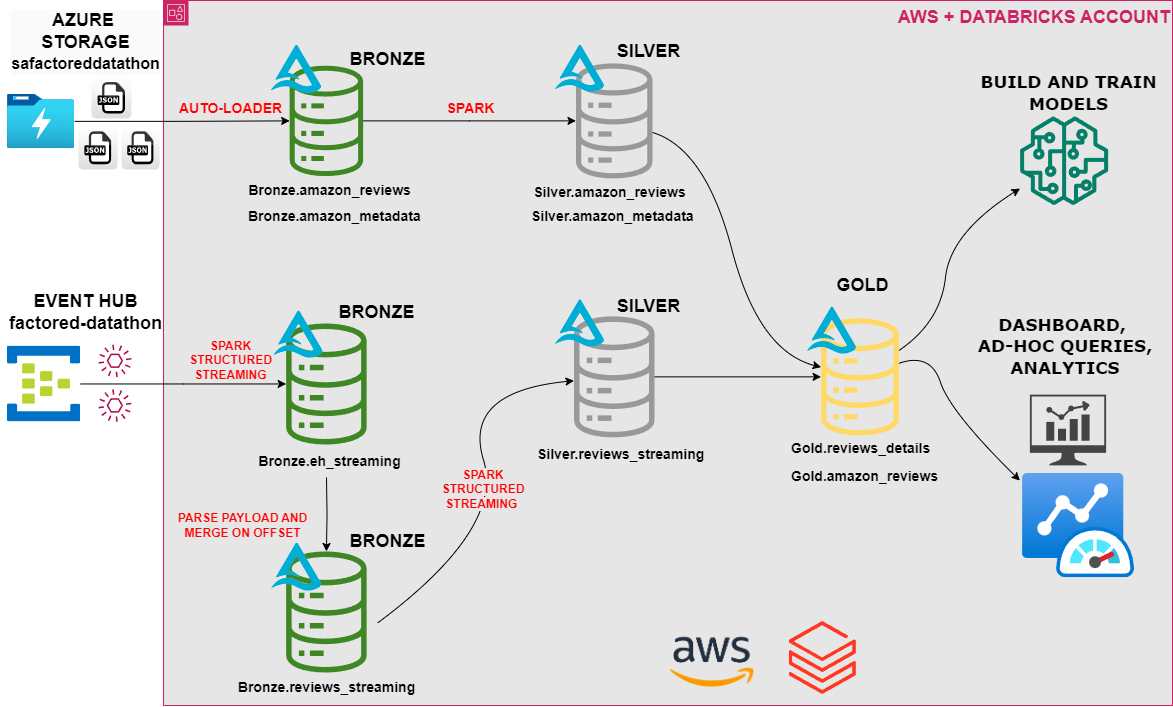 AZURE
STORAGE
safactoreddatathon
JSON
JSON
JSON
AWS + DATABRICKS ACCOUNT
AUTO-LOADER
BRONZE
Bronze.amazon_reviews
Bronze.amazon_metadata
SPARK
SILVER
Silver.amazon_reviews
Silver.amazon_metadata
BUILD AND TRAIN
MODELS
EVENT HUB
factored-datathon
SPARK
STRUCTURED
STREAMING
BRONZE
Bronze.eh_streaming
SILVER
Silver.reviews_streaming
GOLD
Gold.reviews_details
Gold.amazon_reviews
DASHBOARD,
AD-HOC QUERIES,
ANALYTICS
SPARK
STRUCTURED
STREAMING
PARSE PAYLOAD AND
MERGE ON OFFSET
BRONZE
Bronze.reviews_streaming
aws